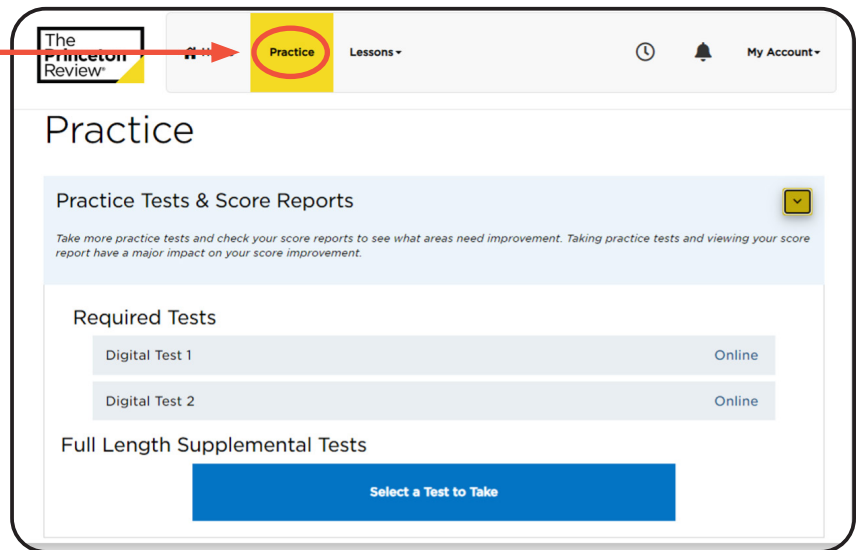 The
Princeton
Review®
Practice
Lessons
My Account
Practice
Practice Tests & Score Reports
Take more practice tests and check your score reports to see what areas need improvement. Taking practice tests and viewing your score
report have a major impact on your score improvement.
Required Tests
Digital Test 1 Online
Digital Test 2 Online
Full Length Supplemental Tests
Select a Test to Take